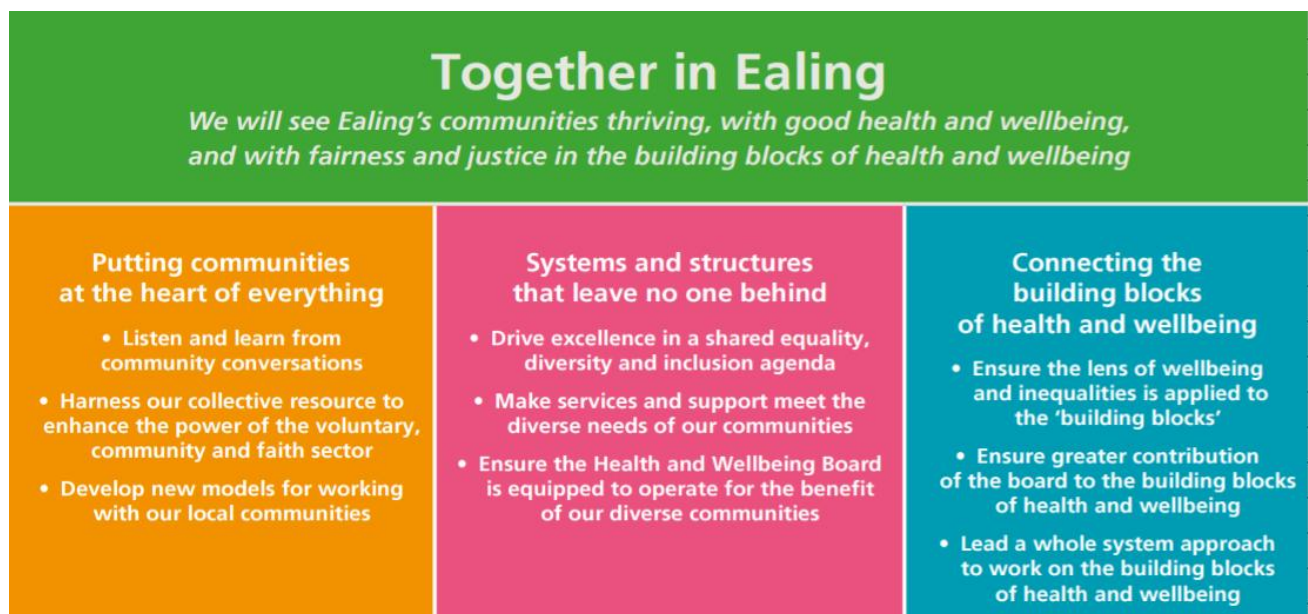 Together in Ealing
We will see Ealing’s communities thriving, with good health and wellbeing,
and with fairness and justice in the building blocks of health and wellbeing
Putting communities
at the heart of everything
• Listen and learn from
community conversations
• Harness our collective resource to
enhance the power of the voluntary,
community and faith sector
• Develop new models for working
with our local communities
Systems and structures
that leave no one behind
• Drive excellence in a shared equality,
diversity and inclusion agenda
• Make services and support meet the
diverse needs of our communities
• Ensure the Health and Wellbeing Board
is equipped to operate for the benefit
of our diverse communities
Connecting the
building blocks
of health and wellbeing
• Ensure the lens of wellbeing
and inequalities is applied to
the ‘building blocks’
• Ensure greater contribution
of the board to the building blocks
of health and wellbeing
• Lead a whole system approach
to work on the building blocks
of health and wellbeing